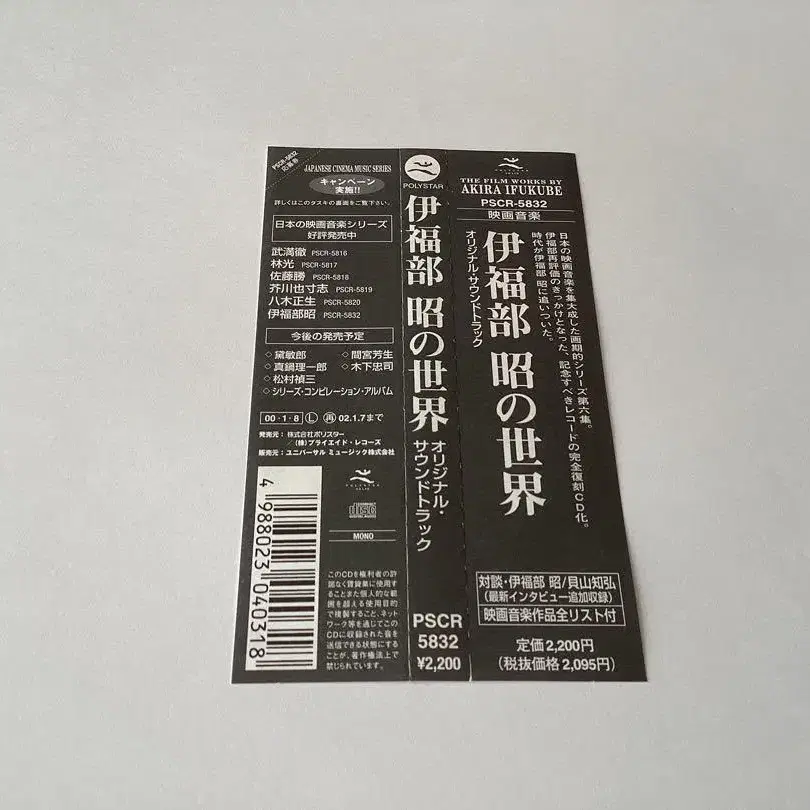 PSCR-5832
応募券
JAPANESE CINEMA MUSIC SERIES
キャンペーン
実施!!
詳しくはこのタスキの裏面をご覧下さい。
日本の映画音楽シリーズ
好評発売中
武満徹 PSCR-5816
林光 PSCR-5817
佐藤勝 PSCR-5818
芥川也寸志 PSCR-5819
八木正生 PSCR-5820
伊福部昭 PSCR-5832
今後の発売予定
◇黛敏郎 ◇間宮芳生
◇真鍋理一郎 ◇木下忠司
◇松村禎三
◇シリーズ・コンピレーション・アルバム
00・1・8 Ⓛ ㊞
02.1.7まで
発売元：株式会社ポリスター
／(株)プライエイド・レコーズ
販売元：ユニバーサル ミュージック株式会社
4 988023 040318
MONO
このCDを権利者の許
諾なく賃貸業に使用す
ることまた個人的な範
囲を超える使用目的
で複製すること、ネット
ワーク等を通じてこの
CDに収録された音を
送信できる状態にする
ことが、著作権法上で
禁じられています。
POLYSTAR
伊福部 昭の世界
オリジナル・
サウンドトラック
PSCR
5832
¥2,200
THE FILM WORKS BY
AKIRA IFUKUBE
PSCR-5832
映画音楽
日本の映画音楽を集大成した画期的シリーズ第六集。
伊福部再評価のきっかけとなった、記念すべきレコードの完全復刻CD化。
時代が伊福部 昭に追いついた。
伊福部 昭の世界
オリジナル・サウンドトラック
対談・伊福部 昭/貝山知弘
(最新インタビュー追加収録)
映画音楽作品全リスト付
定価2,200円
(税抜価格2,095円)